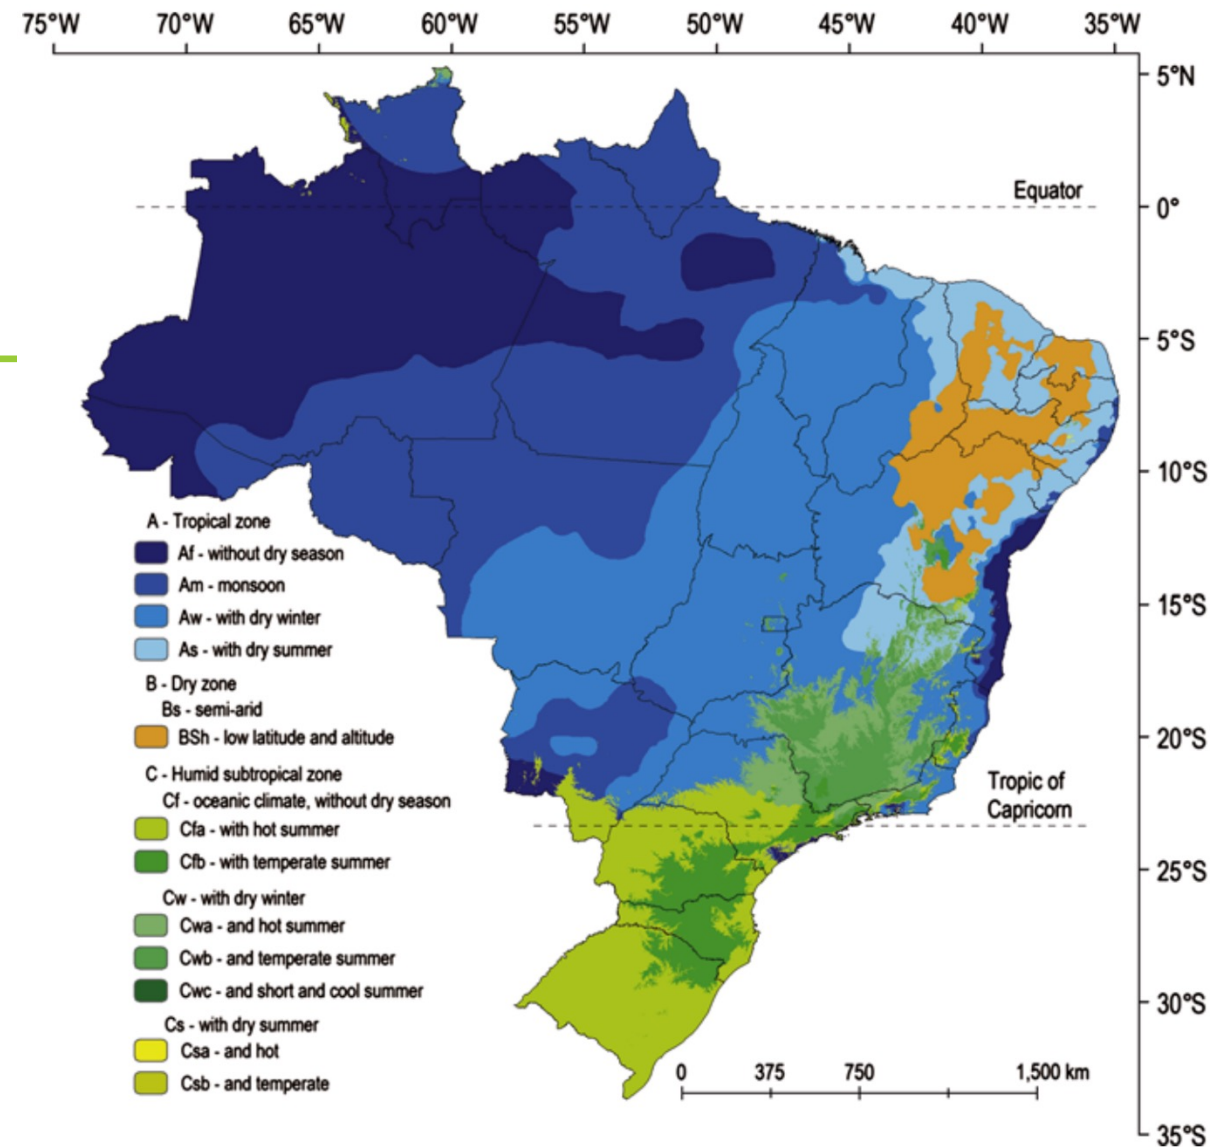 75°W 70°W 65°W 60°W 55°W 50°W 45°W 40°W 35°W
5°N
Equator
0°
5°S
10°S
A - Tropical zone
Af - without dry season
Am - monsoon
Aw - with dry winter
As - with dry summer
15°S
B - Dry zone
Bs - semi-arid
BSh - low latitude and altitude
20°S
C - Humid subtropical zone
Cf - oceanic climate, without dry season
Cfa - with hot summer
Cfb - with temperate summer
Tropic of
Capricorn
25°S
Cw - with dry winter
Cwa - and hot summer
Cwb - and temperate summer
Cwc - and short and cool summer
30°S
Cs - with dry summer
Csa - and hot
Csb - and temperate
0 375 750 1,500 km
35°S